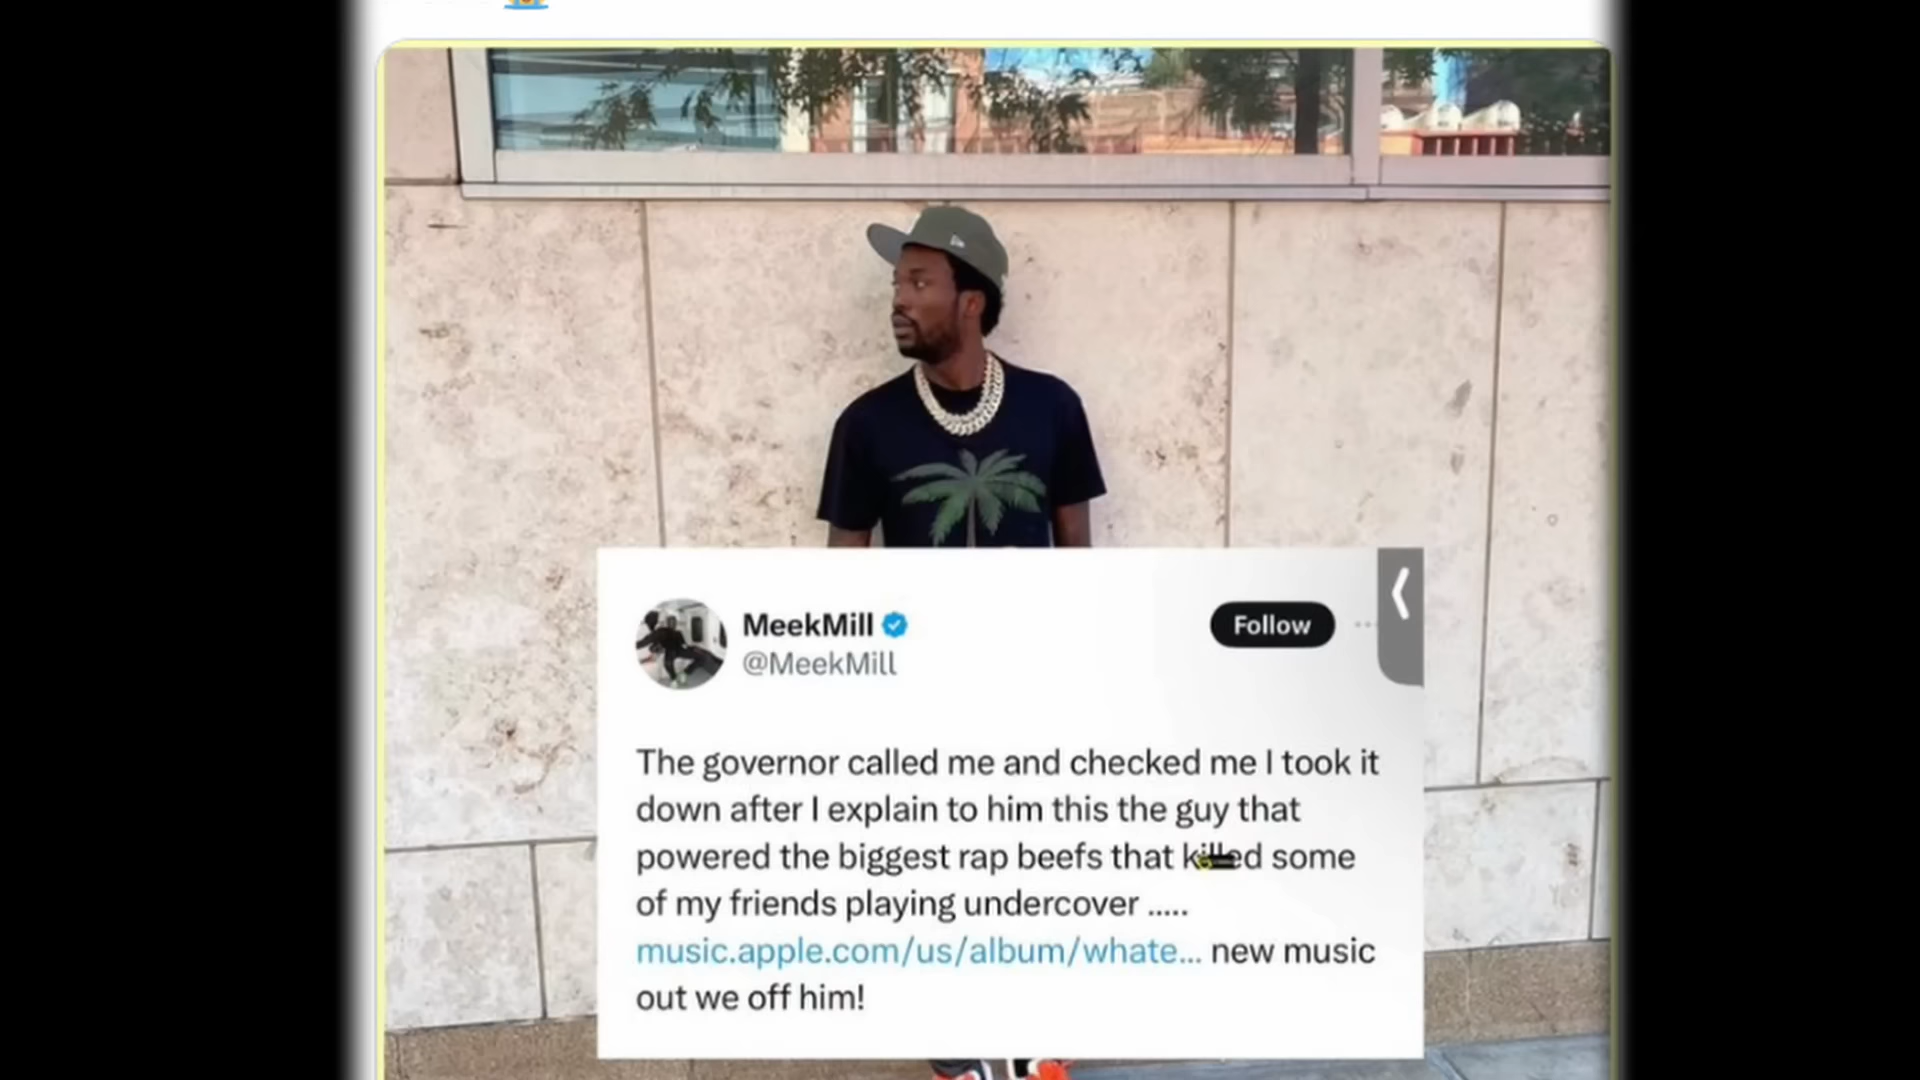 MeekMill
@MeekMill
Follow
The governor called me and checked me I took it
down after I explain to him this the guy that
powered the biggest rap beefs that killed some
of my friends playing undercover .....
music.apple.com/us/album/whate... new music
out we off him!